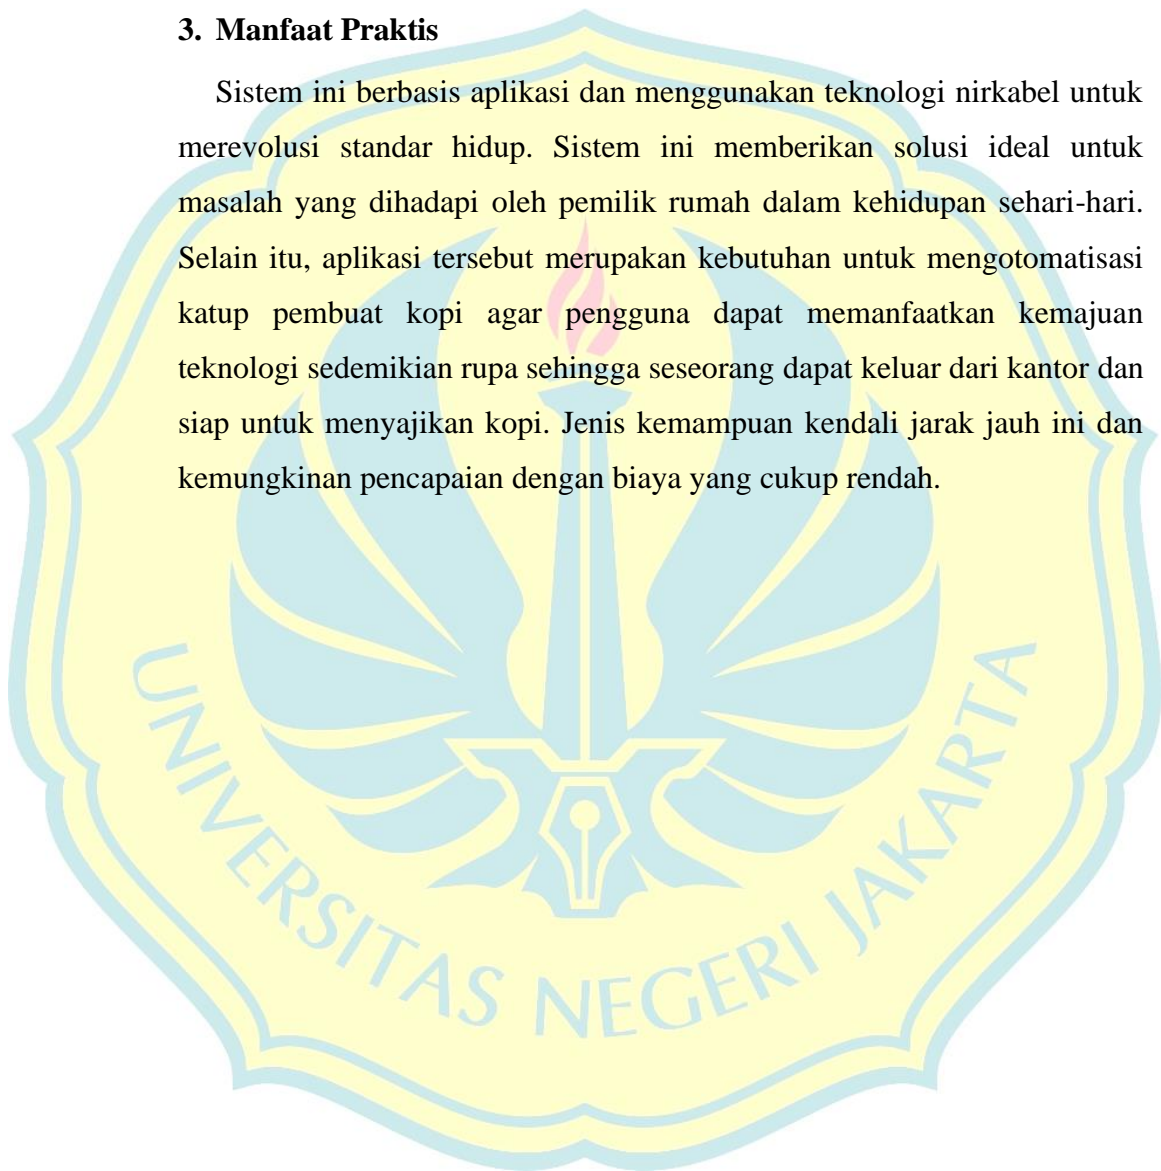 3. Manfaat Praktis
Sistem ini berbasis aplikasi dan menggunakan teknologi nirkabel untuk
merevolusi standar hidup. Sistem ini memberikan solusi ideal untuk
masalah yang dihadapi oleh pemilik rumah dalam kehidupan sehari-hari.
Selain itu, aplikasi tersebut merupakan kebutuhan untuk mengotomatisasi
katup pembuat kopi agar pengguna dapat memanfaatkan kemajuan
teknologi sedemikian rupa sehingga seseorang dapat keluar dari kantor dan
siap untuk menyajikan kopi. Jenis kemampuan kendali jarak jauh ini dan
kemungkinan pencapaian dengan biaya yang cukup rendah.
UNIVERSITAS NEGERI JAKARTA